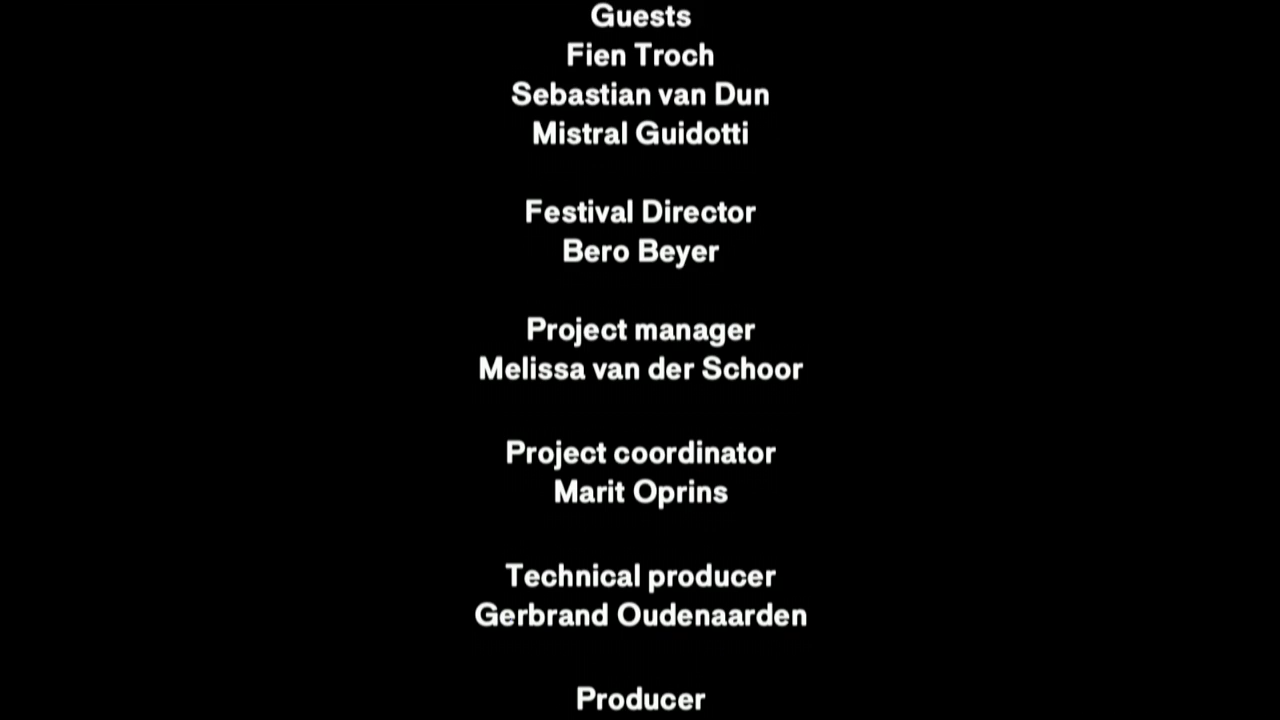 Guests
Fien Troch
Sebastian van Dun
Mistral Guidotti
Festival Director
Bero Beyer
Project manager
Melissa van der Schoor
Project coordinator
Marit Oprins
Technical producer
Gerbrand Oudenaarden
Producer